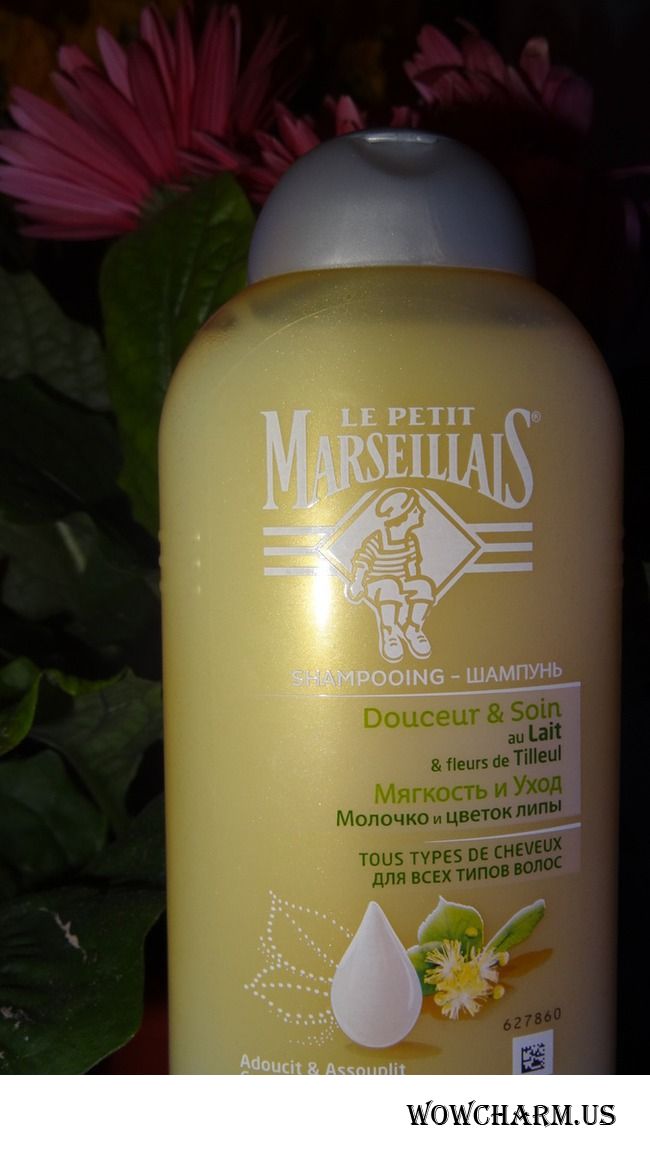 LE PETIT
MARSEILLAIS®
SHAMPOOING - ШАМПУНЬ
Douceur & Soin
au Lait
& fleurs de Tilleul
Мягкость и Уход
Молочко и цветок липы
TOUS TYPES DE CHEVEUX
ДЛЯ ВСЕХ ТИПОВ ВОЛОС
627860
Adoucit & Assouplit
WOWCHARM.US